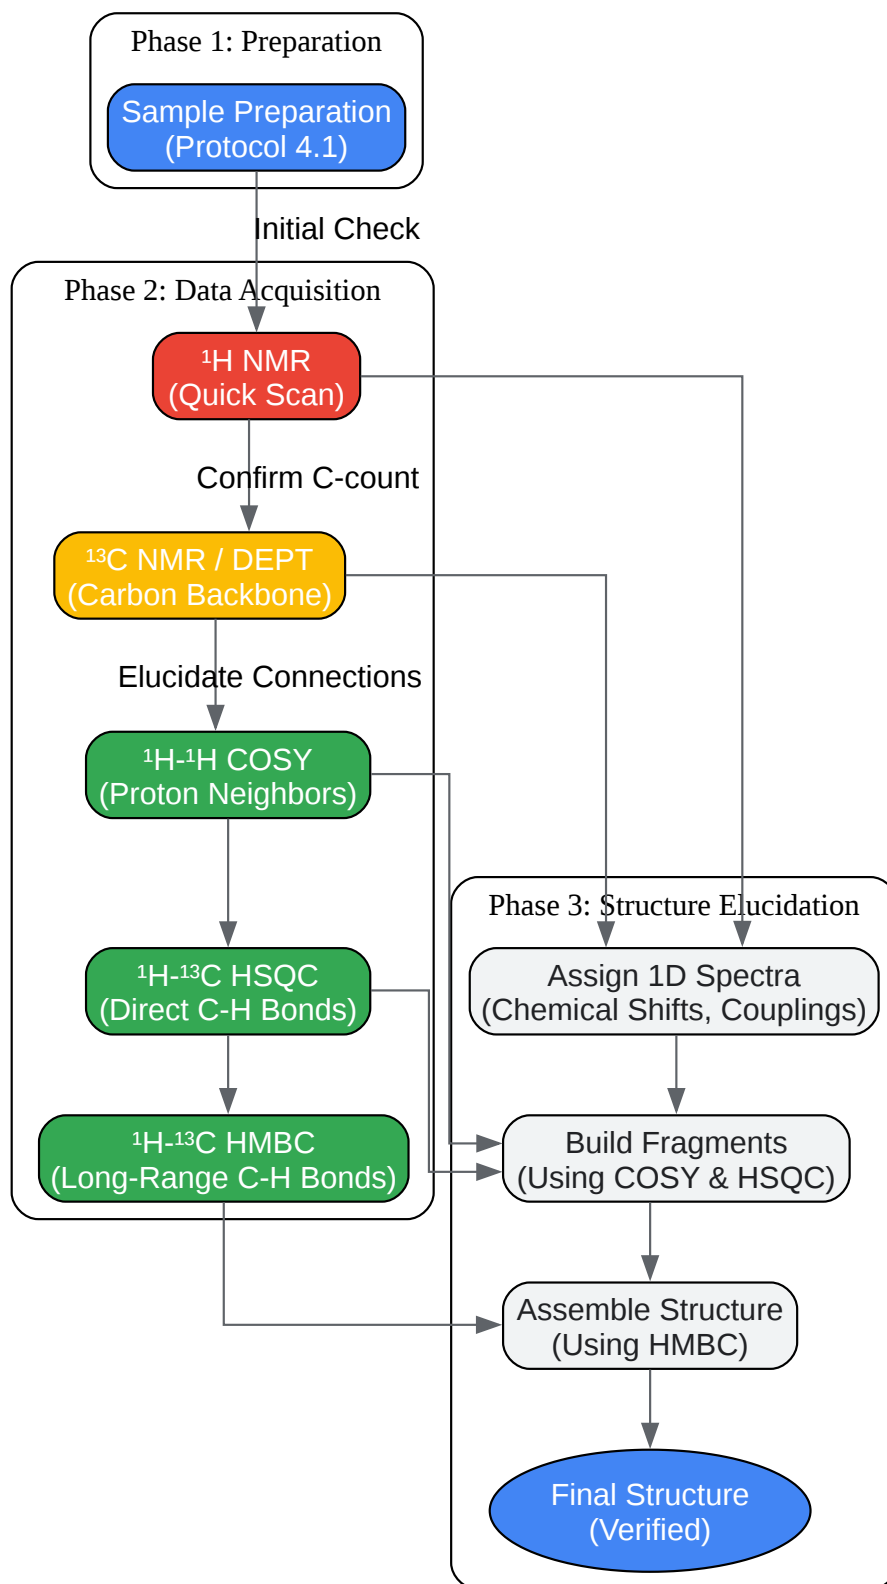 Phase 1: Preparation
Sample Preparation
(Protocol 4.1)
Initial Check
Phase 2: Data Acquisition
¹H NMR
(Quick Scan)
Confirm C-count
¹³C NMR / DEPT
(Carbon Backbone)
Elucidate Connections
¹H-¹H COSY
(Proton Neighbors)
¹H-¹³C HSQC
(Direct C-H Bonds)
¹H-¹³C HMBC
(Long-Range C-H Bonds)
Phase 3: Structure Elucidation
Assign 1D Spectra
(Chemical Shifts, Couplings)
Build Fragments
(Using COSY & HSQC)
Assemble Structure
(Using HMBC)
Final Structure
(Verified)